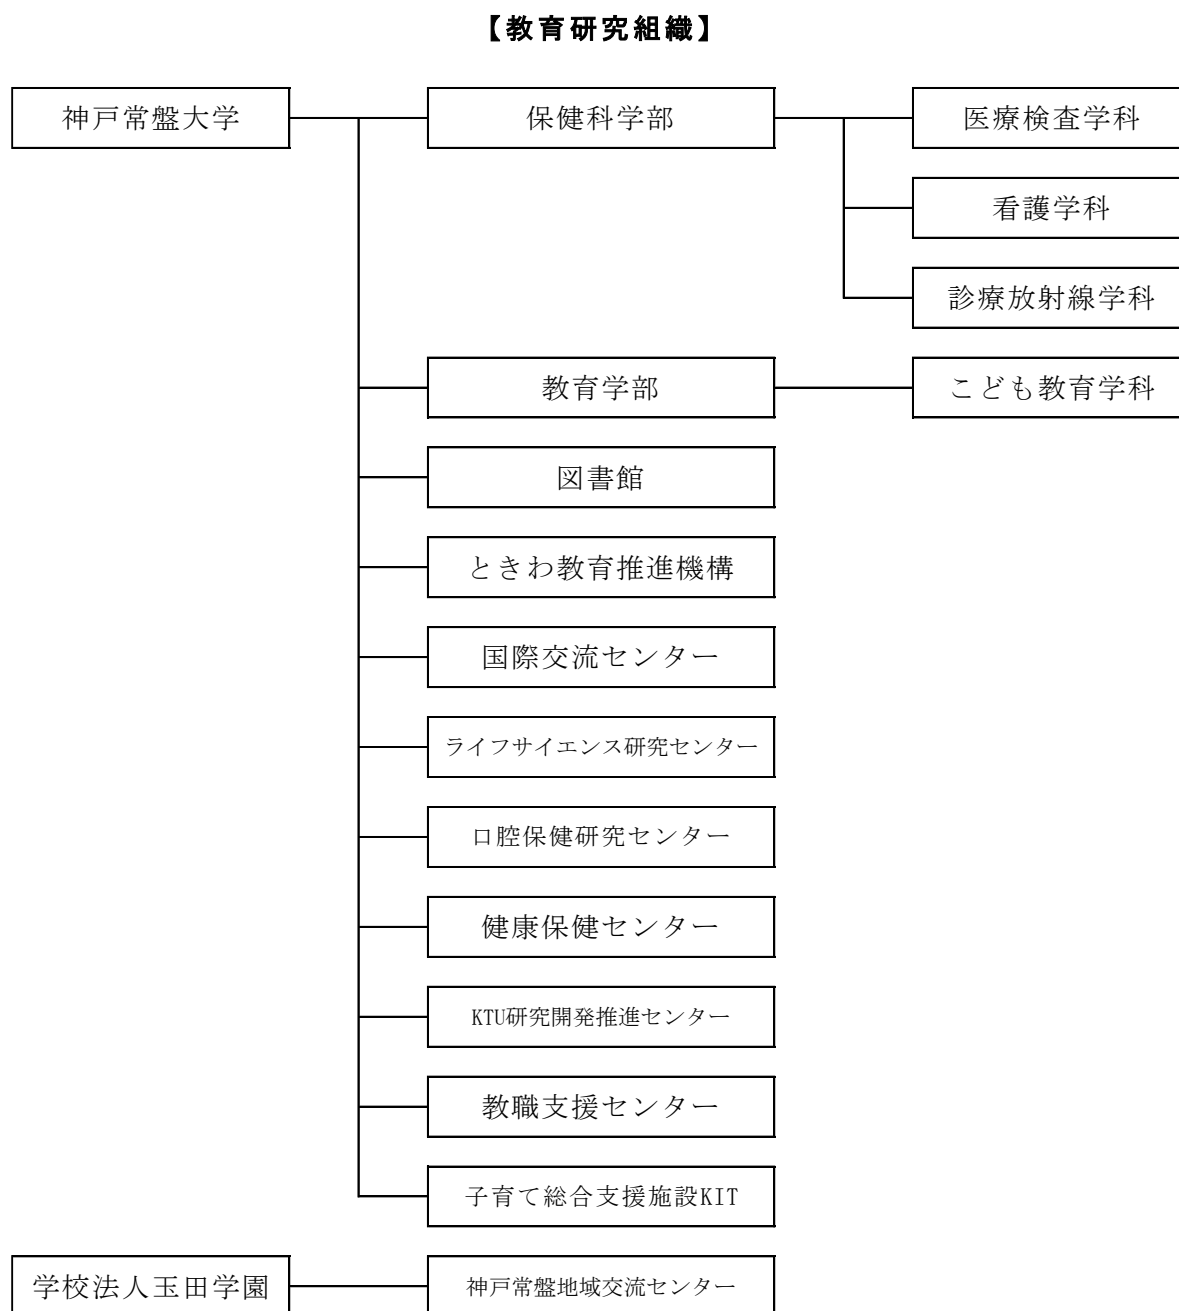 【教育研究組織】
神戸常盤大学
保健科学部
医療検査学科
看護学科
診療放射線学科
教育学部
こども教育学科
図書館
ときわ教育推進機構
国際交流センター
ライフサイエンス研究センター
口腔保健研究センター
健康保健センター
KTU研究開発推進センター
教職支援センター
子育て総合支援施設KIT
学校法人玉田学園
神戸常盤地域交流センター